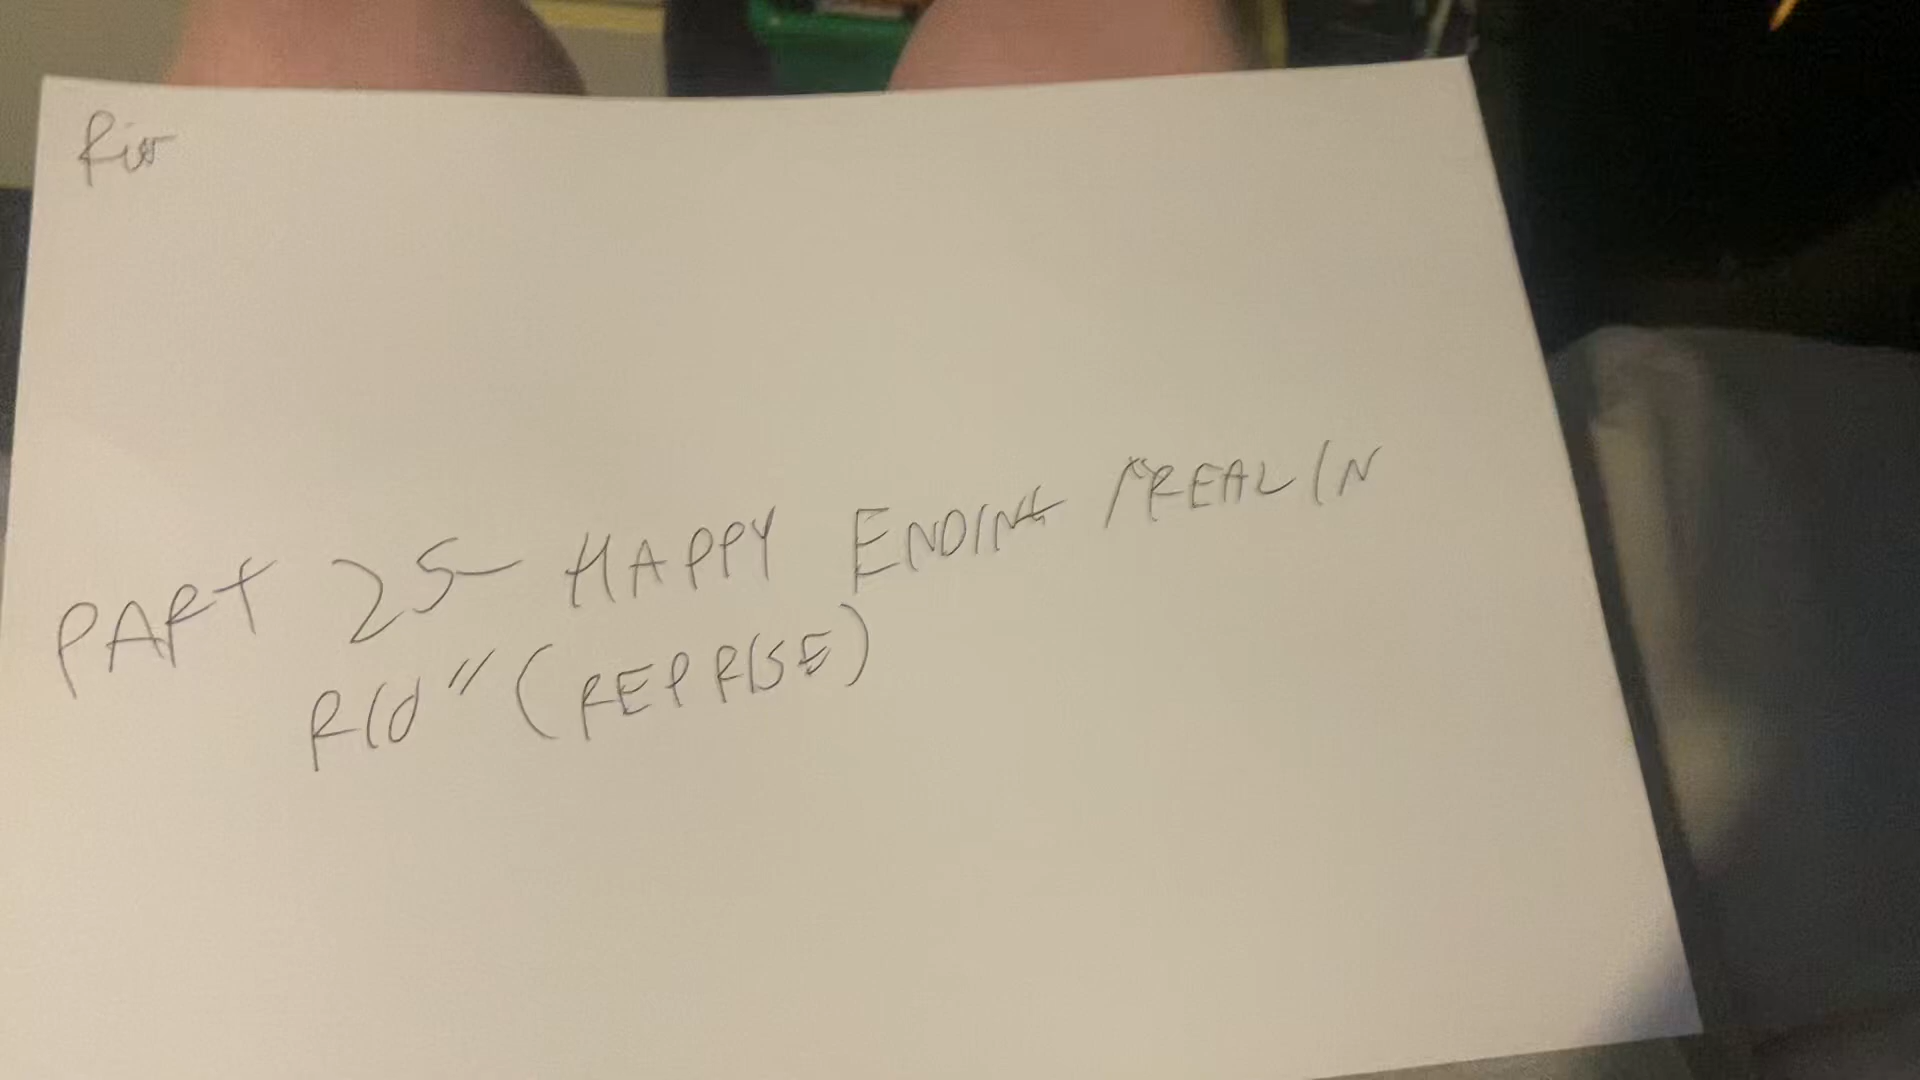 Rio
PART 25- HAPPY ENDING / "REAL IN
RIO" (REPRISE)